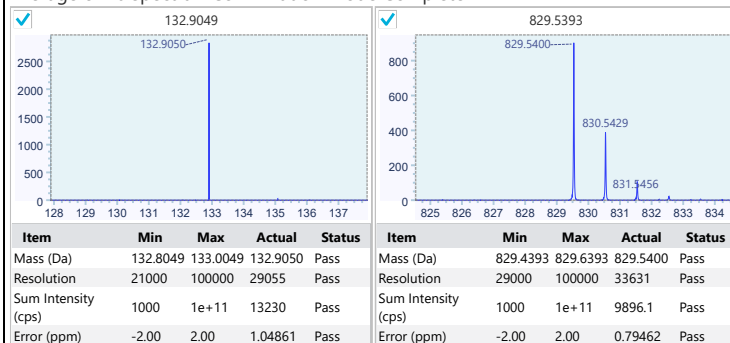 132.9049
132.9050
2500
2000
1500
1000
500
0
128 129 130 131 132 133 134 135 136 137
Item Min Max Actual Status
Mass (Da) 132.8049 133.0049 132.9050 Pass
Resolution 21000 100000 29055 Pass
Sum Intensity
(cps) 1000 1e+11 13230 Pass
Error (ppm) -2.00 2.00 1.04861 Pass
829.5393
829.5400
800
830.5429
600
400
831.5456
200
0
825 826 827 828 829 830 831 832 833 834
Item Min Max Actual Status
Mass (Da) 829.4393 829.6393 829.5400 Pass
Resolution 29000 100000 33631 Pass
Sum Intensity
(cps) 1000 1e+11 9896.1 Pass
Error (ppm) -2.00 2.00 0.79462 Pass